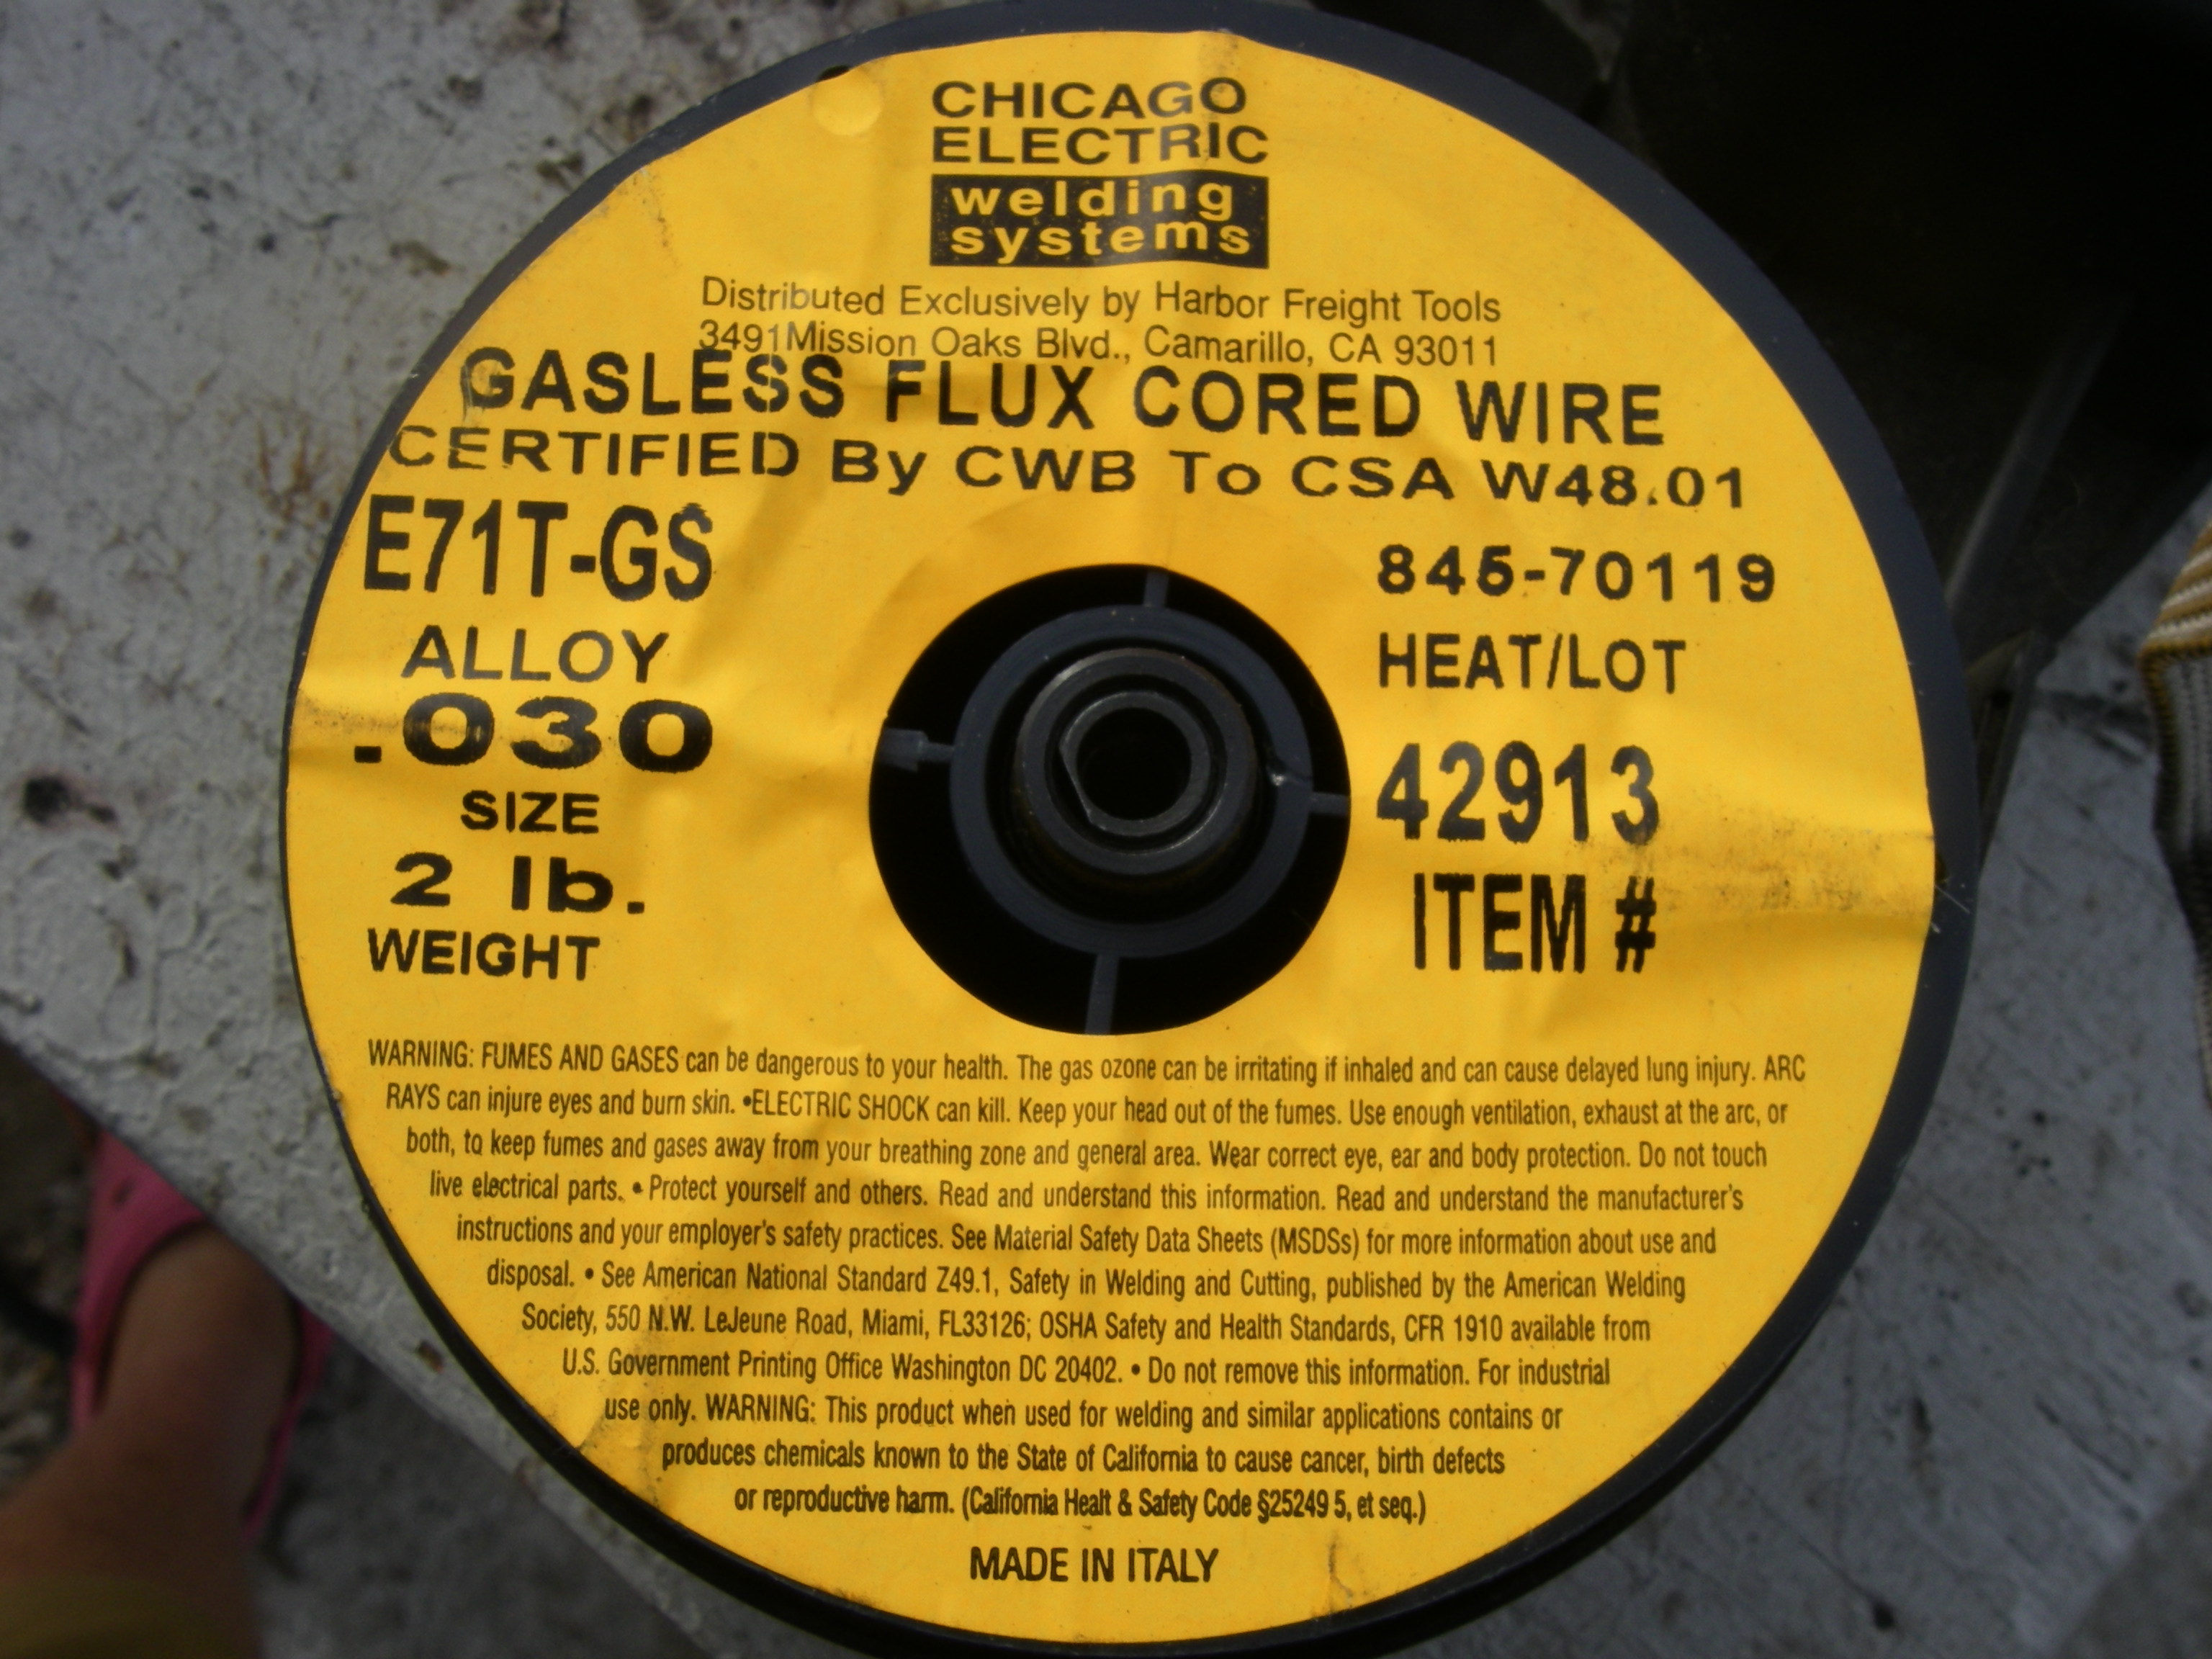 CHICAGO
ELECTRIC
welding
systems
Distributed Exclusively by Harbor Freight Tools
3491Mission Oaks Blvd., Camarillo, CA 93011
GASLESS FLUX CORED WIRE
CERTIFIED By CWB To CSA W48.01
E71T-GS
ALLOY
.030
SIZE
2 lb.
WEIGHT
845-70119
HEAT/LOT
42913
ITEM #
WARNING: FUMES AND GASES can be dangerous to your health. The gas ozone can be irritating if inhaled and can cause delayed lung injury. ARC
RAYS can injure eyes and burn skin. •ELECTRIC SHOCK can kill. Keep your head out of the fumes. Use enough ventilation, exhaust at the arc, or
both, to keep fumes and gases away from your breathing zone and general area. Wear correct eye, ear and body protection. Do not touch
live electrical parts. • Protect yourself and others. Read and understand this information. Read and understand the manufacturer's
instructions and your employer's safety practices. See Material Safety Data Sheets (MSDSs) for more information about use and
disposal. • See American National Standard Z49.1, Safety in Welding and Cutting, published by the American Welding
Society, 550 N.W. LeJeune Road, Miami, FL33126; OSHA Safety and Health Standards, CFR 1910 available from
U.S. Government Printing Office Washington DC 20402. • Do not remove this information. For industrial
use only. WARNING: This product when used for welding and similar applications contains or
produces chemicals known to the State of California to cause cancer, birth defects
or reproductive harm. (California Healt & Safety Code §25249 5, et seq.)
MADE IN ITALY